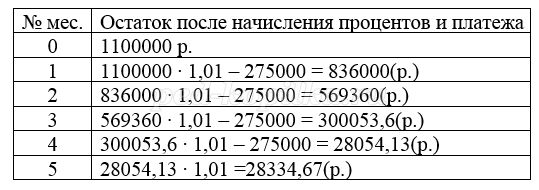 № мес. Остаток после начисления процентов и платежа
0 1100000 р.
1 1100000 · 1,01 – 275000 = 836000(р.)
2 836000 · 1,01 – 275000 = 569360(р.)
3 569360 · 1,01 – 275000 = 300053,6(р.)
4 300053,6 · 1,01 – 275000 = 28054,13(р.)
5 28054,13 · 1,01 =28334,67(р.)